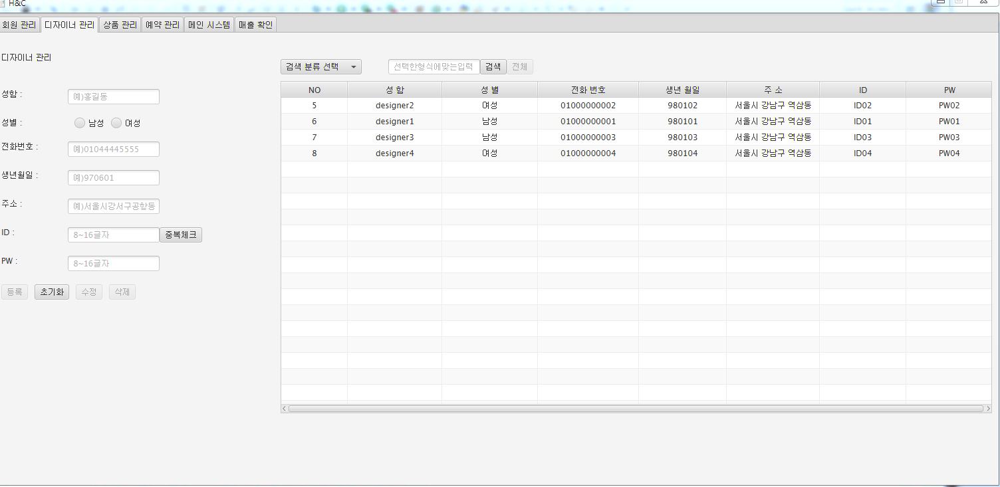 H&C
회원 관리 디자이너 관리 상품 관리 예약 관리 메인 시스템 매출 확인
디자이너 관리
검색 분류 선택 선택한형식에맞는입력 검색 전체
성함 : 예)홍길동
성별 : 남성 여성
전화번호 : 예)01044445555
생년월일 : 예)970601
주소 : 예)서울시강서구공항동
ID : 8~16글자 중복체크
PW : 8~16글자
등록 초기화 수정 삭제
NO 성 함 성 별 전화 번호 생년 월일 주 소 ID PW
5 designer2 여성 01000000002 980102 서울시 강남구 역삼동 ID02 PW02
6 designer1 남성 01000000001 980101 서울시 강남구 역삼동 ID01 PW01
7 designer3 남성 01000000003 980103 서울시 강남구 역삼동 ID03 PW03
8 designer4 여성 01000000004 980104 서울시 강남구 역삼동 ID04 PW04